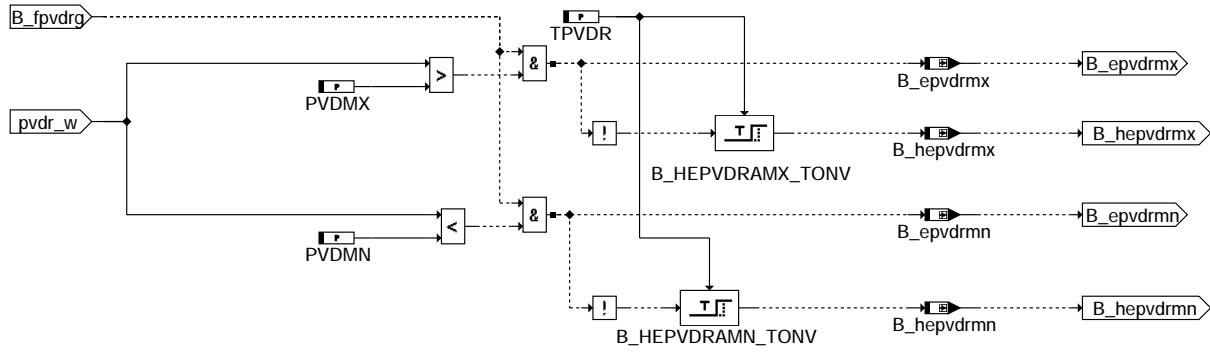 B_fpvdrg
P
TPVDR
&
B_epvdrmx
B_epvdrmx
>
P
PVDMX
pvdr_w
!
T
B_hepvdrmx
B_hepvdrmx
B_HEPVDRAMX_TONV
&
B_epvdrmn
B_epvdrmn
<
P
PVDMN
!
T
B_hepvdrmn
B_hepvdrmn
B_HEPVDRAMN_TONV